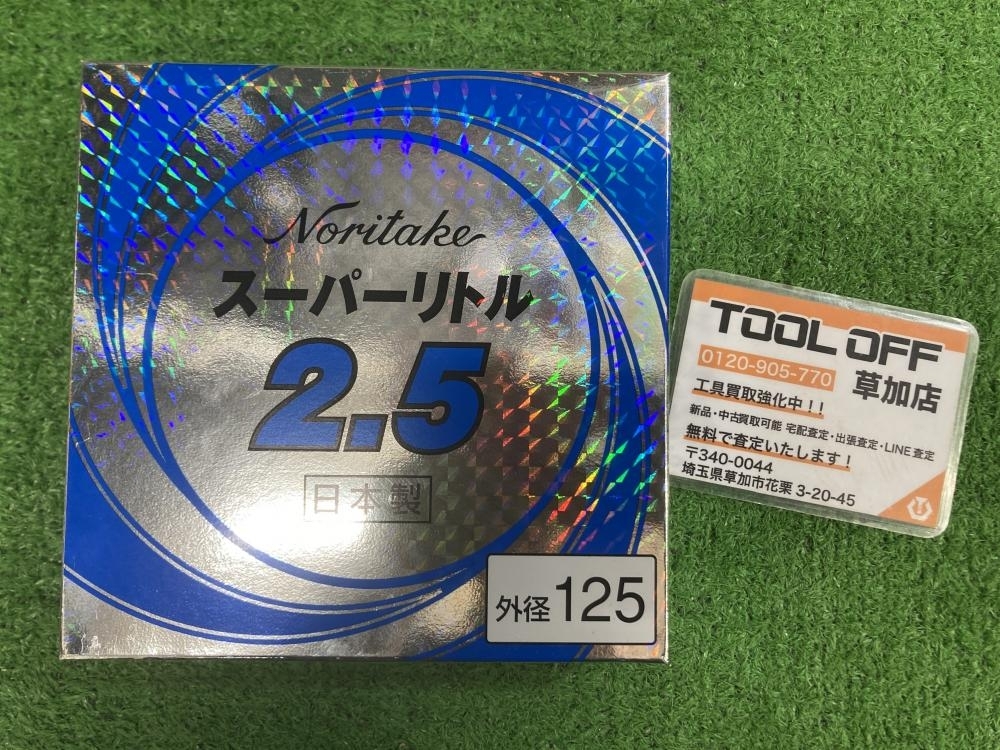 Noritake
スーパーリトル
2.5
日本製
外径 125
TOOL OFF
0120-905-770
草加店
工具買取強化中！！
新品・中古買取可能 宅配査定・出張査定・LINE 査定
無料で査定いたします！
〒340-0044
埼玉県草加市花栗 3-20-45